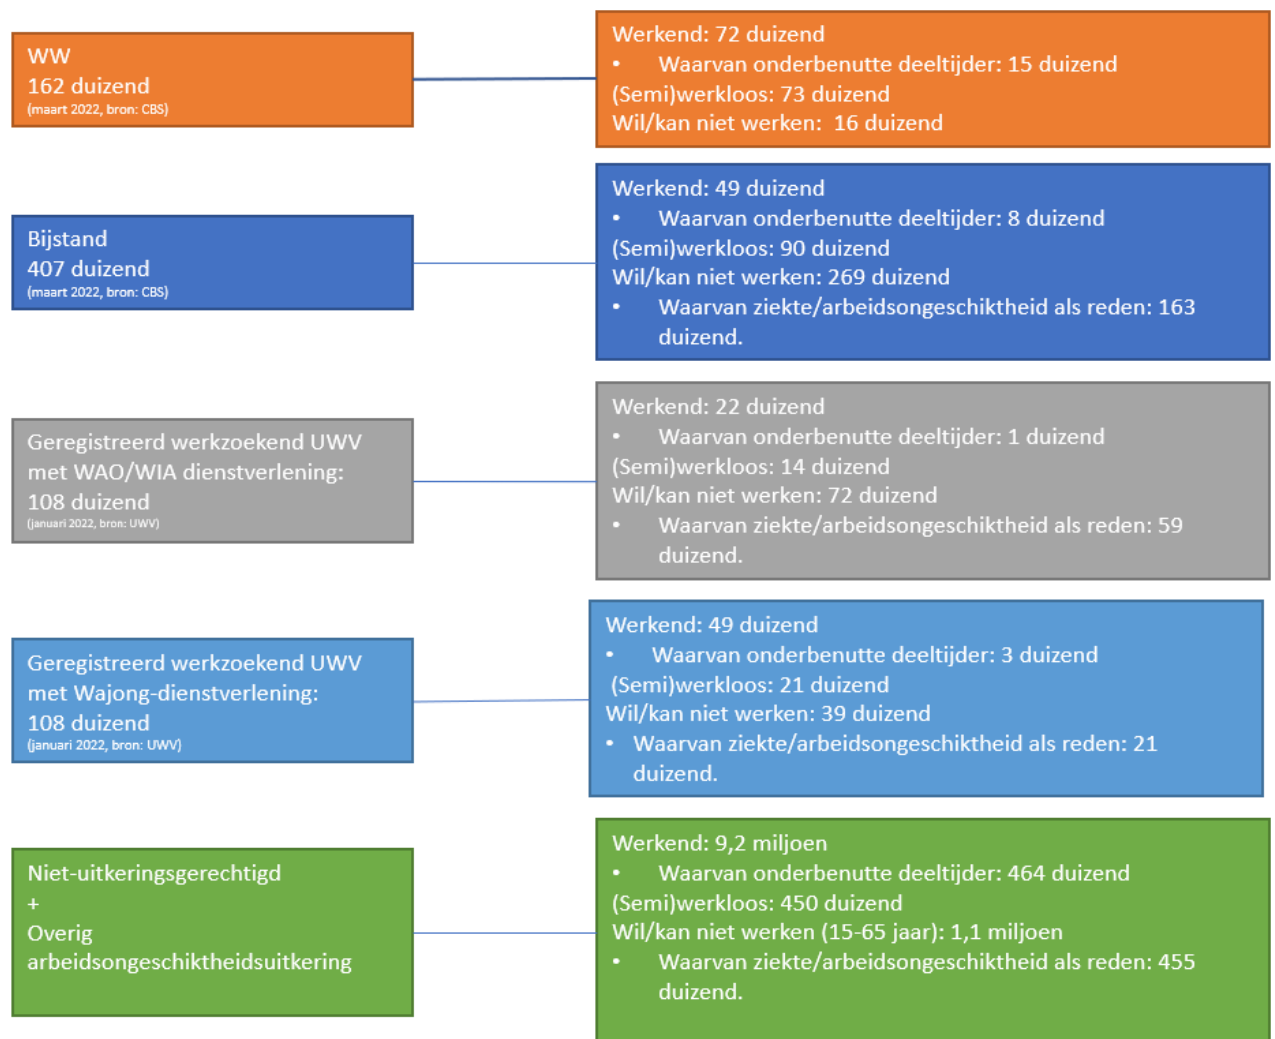 WW
162 duizend
(maart 2022, bron: CBS)
Werkend: 72 duizend
• Waarvan onderbenutte deeltijder: 15 duizend
(Semi)werkloos: 73 duizend
Wil/kan niet werken:  16 duizend
Bijstand
407 duizend
(maart 2022, bron: CBS)
Werkend: 49 duizend
• Waarvan onderbenutte deeltijder: 8 duizend
(Semi)werkloos: 90 duizend
Wil/kan niet werken: 269 duizend
• Waarvan ziekte/arbeidsongeschiktheid als reden: 163
duizend.
Geregistreerd werkzoekend UWV
met WAO/WIA dienstverlening:
108 duizend
(januari 2022, bron: UWV)
Werkend: 22 duizend
• Waarvan onderbenutte deeltijder: 1 duizend
(Semi)werkloos: 14 duizend
Wil/kan niet werken: 72 duizend
• Waarvan ziekte/arbeidsongeschiktheid als reden: 59
duizend.
Geregistreerd werkzoekend UWV
met Wajong-dienstverlening:
108 duizend
(januari 2022, bron: UWV)
Werkend: 49 duizend
• Waarvan onderbenutte deeltijder: 3 duizend
(Semi)werkloos: 21 duizend
Wil/kan niet werken: 39 duizend
• Waarvan ziekte/arbeidsongeschiktheid als reden: 21
duizend.
Niet-uitkeringsgerechtigd
+
Overig
arbeidsongeschiktheidsuitkering
Werkend: 9,2 miljoen
• Waarvan onderbenutte deeltijder: 464 duizend
(Semi)werkloos: 450 duizend
Wil/kan niet werken (15-65 jaar): 1,1 miljoen
• Waarvan ziekte/arbeidsongeschiktheid als reden: 455
duizend.